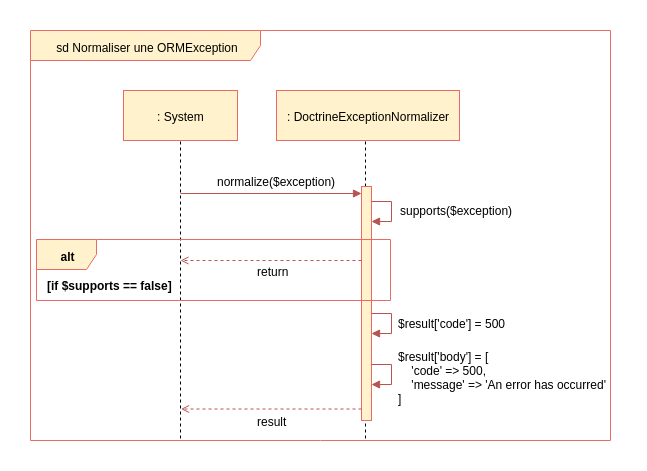 sd Normaliser une ORMException
: System
: DoctrineExceptionNormalizer
normalize($exception)
supports($exception)
alt
return
[if $supports == false]
$result['code'] = 500
$result['body'] = [
'code' => 500,
'message' => 'An error has occurred'
]
result